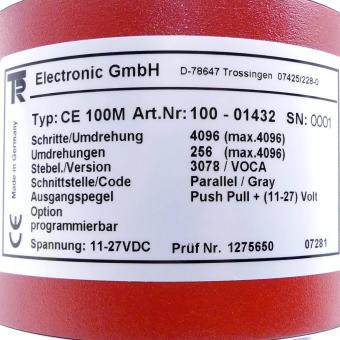 TR Electronic GmbH D-78647 Trossingen 07425/228-0
Made in Germany
CE
Typ: CE 100M Art.Nr: 100 - 01432 SN: 0001
Schritte/Umdrehung 4096 (max.4096)
Umdrehungen 256 (max.4096)
Stebel./Version 3078 / VOCA
Schnittstelle/Code Parallel / Gray
Ausgangspegel Push Pull + (11-27) Volt
Option
programmierbar
Spannung: 11-27VDC Prüf Nr. 1275650 07281